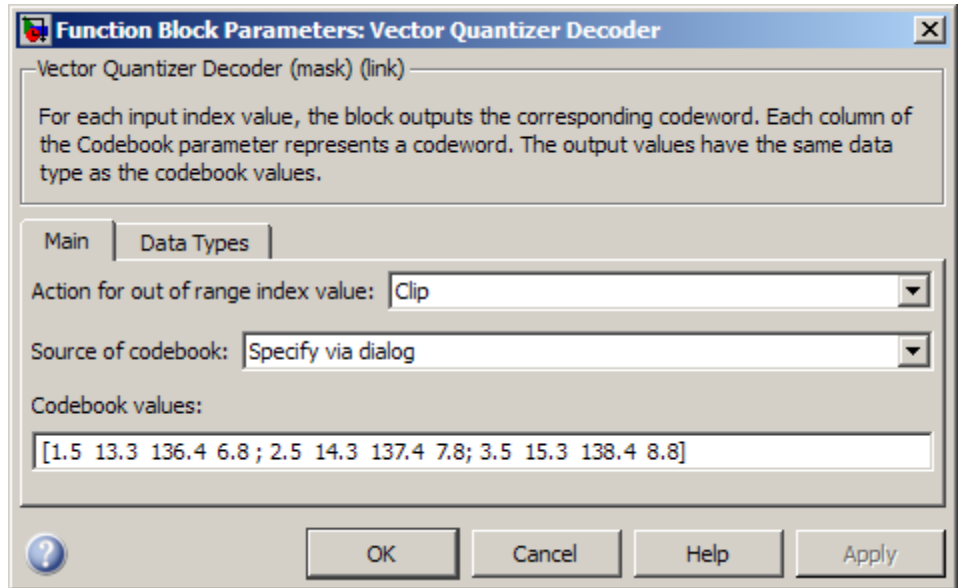 Function Block Parameters: Vector Quantizer Decoder
Vector Quantizer Decoder (mask) (link)
For each input index value, the block outputs the corresponding codeword. Each column of
the Codebook parameter represents a codeword. The output values have the same data
type as the codebook values.
Main Data Types
Action for out of range index value: Clip
Source of codebook: Specify via dialog
Codebook values:
[1.5 13.3 136.4 6.8 ; 2.5 14.3 137.4 7.8; 3.5 15.3 138.4 8.8]
? OK Cancel Help Apply